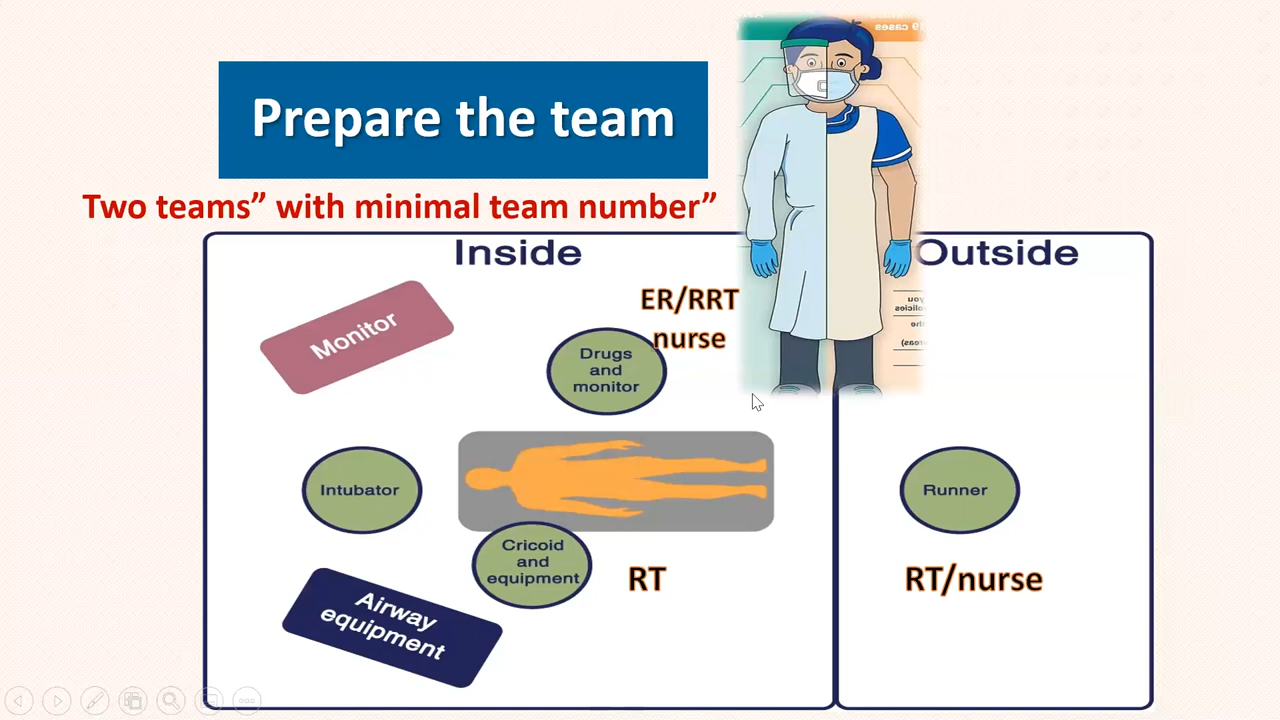 Prepare the team
Two teams” with minimal team number”
Inside
Outside
Monitor
ER/RRT
nurse
Drugs
and
monitor
Intubator
Runner
Cricoid
and
equipment
RT
RT/nurse
Airway
equipment